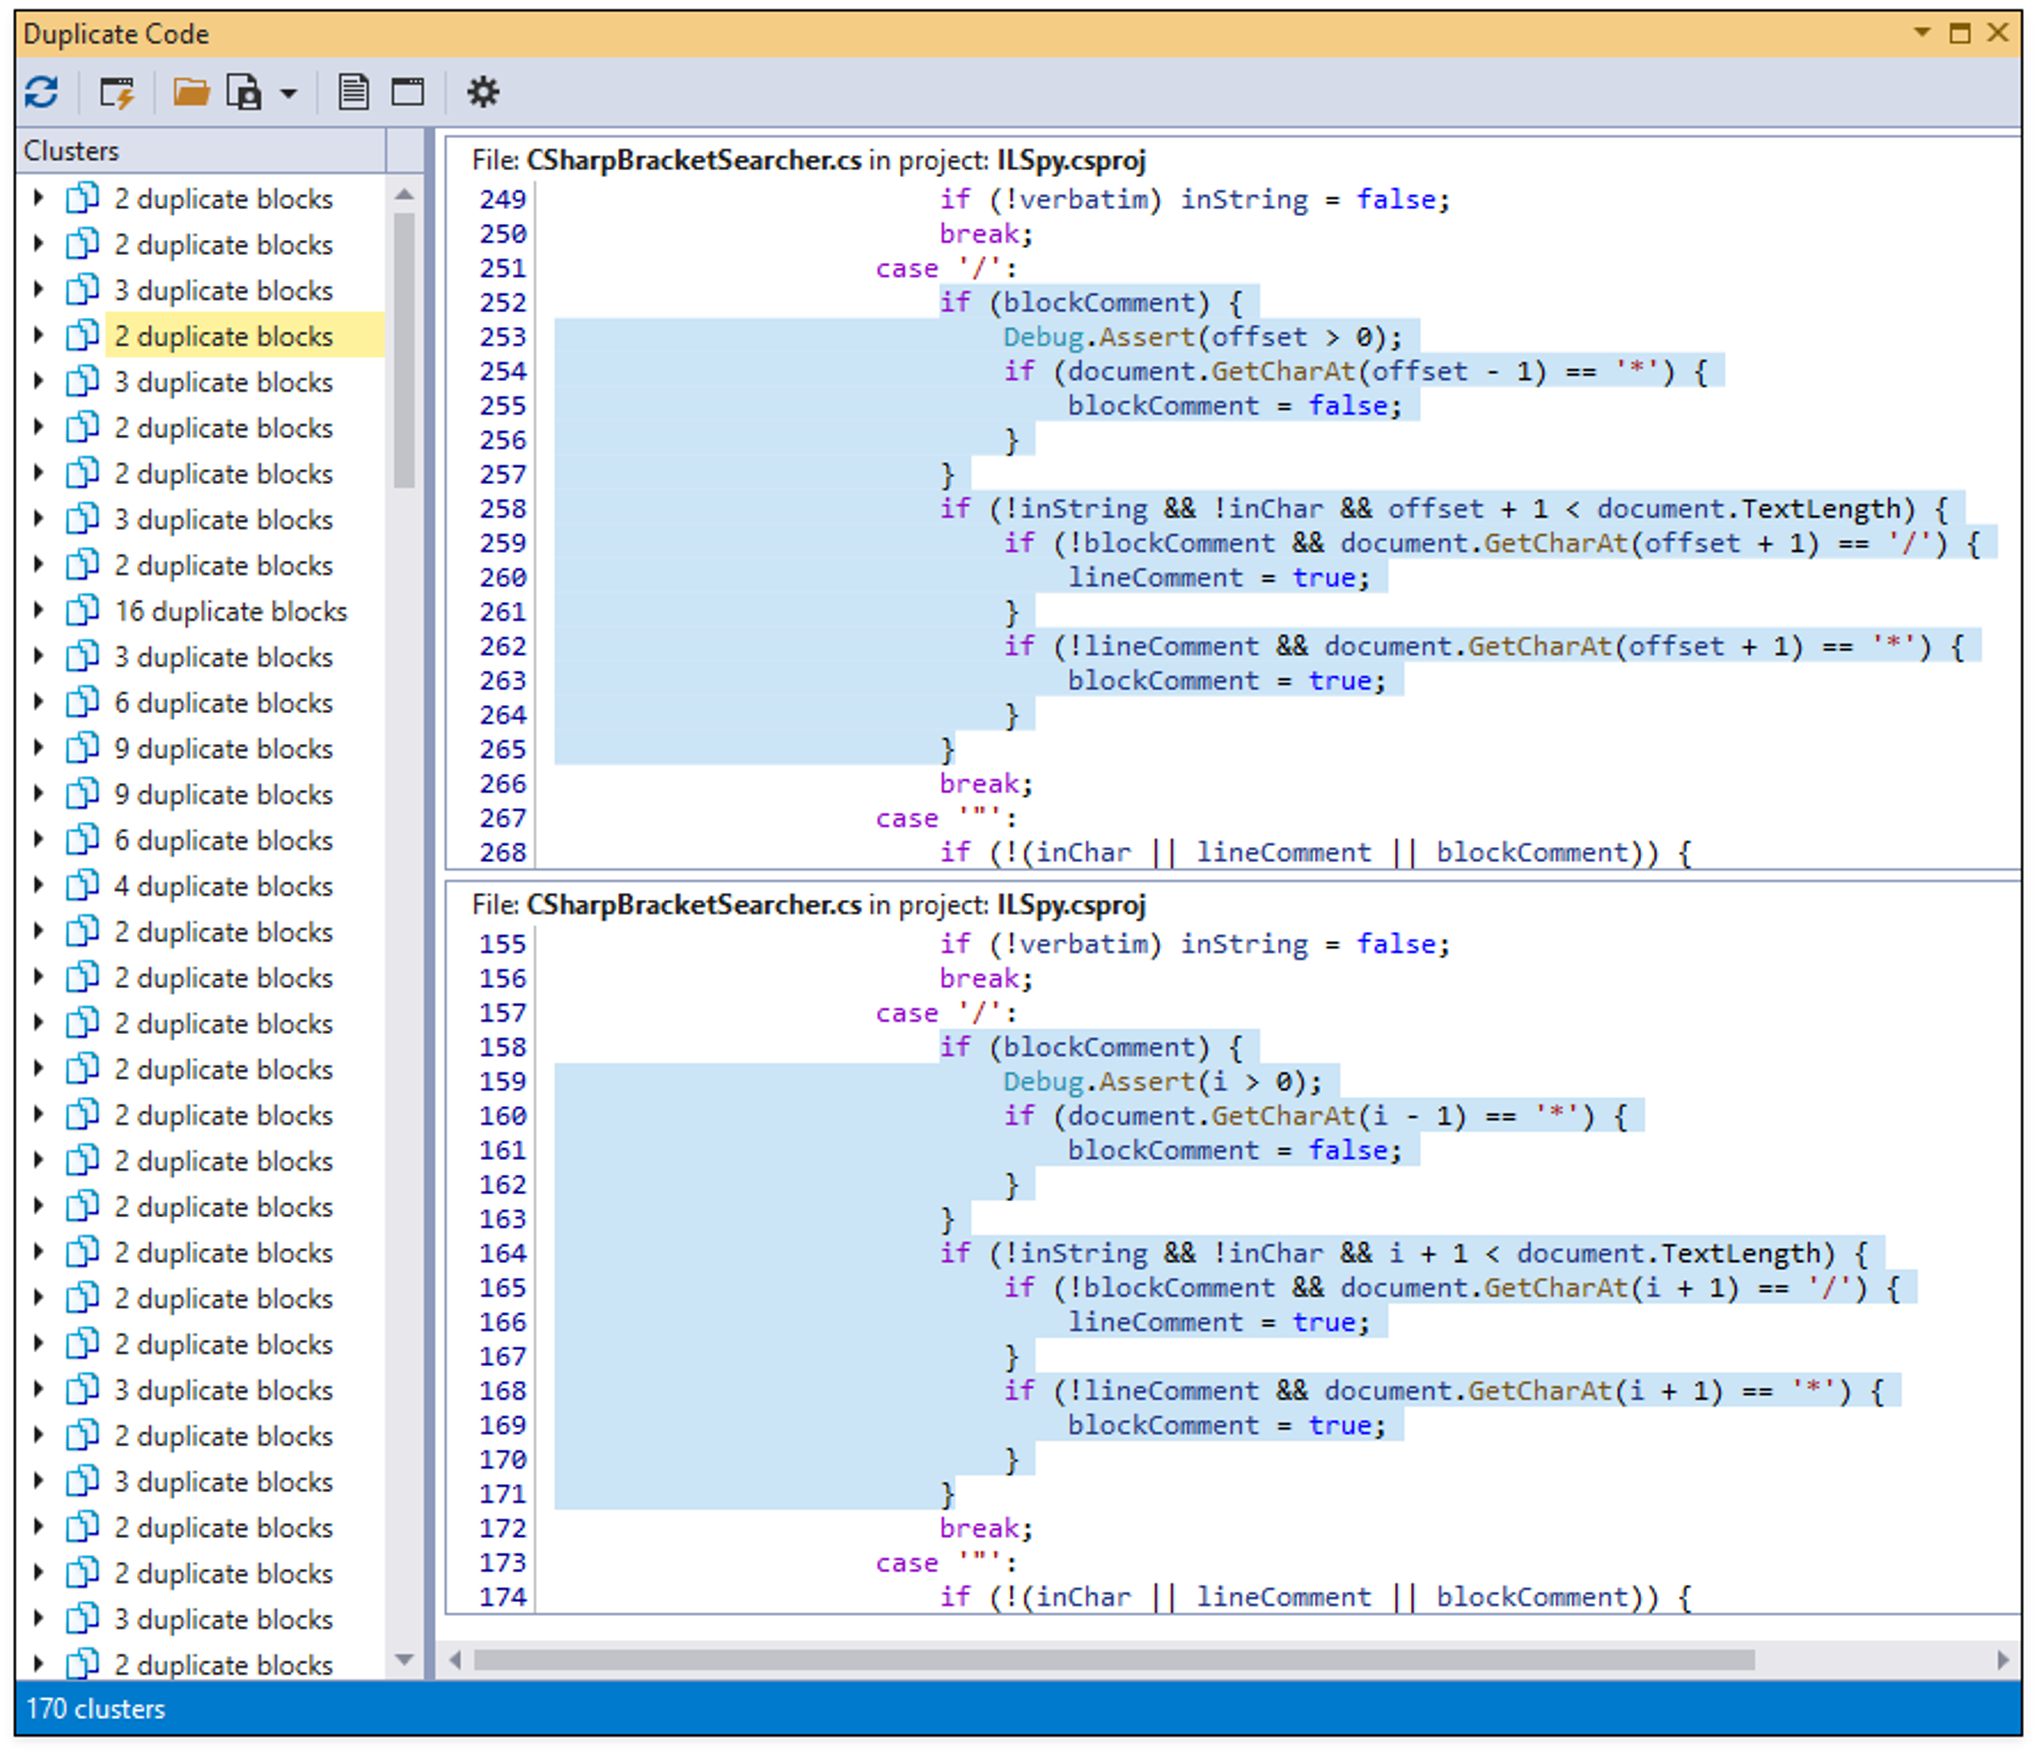 Duplicate Code
Clusters
2 duplicate blocks
2 duplicate blocks
3 duplicate blocks
2 duplicate blocks
3 duplicate blocks
2 duplicate blocks
2 duplicate blocks
3 duplicate blocks
2 duplicate blocks
16 duplicate blocks
3 duplicate blocks
6 duplicate blocks
9 duplicate blocks
9 duplicate blocks
6 duplicate blocks
4 duplicate blocks
2 duplicate blocks
2 duplicate blocks
2 duplicate blocks
2 duplicate blocks
2 duplicate blocks
2 duplicate blocks
2 duplicate blocks
2 duplicate blocks
2 duplicate blocks
2 duplicate blocks
3 duplicate blocks
2 duplicate blocks
3 duplicate blocks
2 duplicate blocks
2 duplicate blocks
3 duplicate blocks
2 duplicate blocks
File: CSharpBracketSearcher.cs in project: ILSpy.csproj
249 if (!verbatim) inString = false;
250 break;
251 case '/':
252 if (blockComment) {
253 Debug.Assert(offset > 0);
254 if (document.GetCharAt(offset - 1) == '*') {
255 blockComment = false;
256 }
257 }
258 if (!inString && !inChar && offset + 1 < document.TextLength) {
259 if (!blockComment && document.GetCharAt(offset + 1) == '/') {
260 lineComment = true;
261 }
262 if (!lineComment && document.GetCharAt(offset + 1) == '*') {
263 blockComment = true;
264 }
265 }
266 break;
267 case '"':
268 if (!(inChar || lineComment || blockComment)) {
File: CSharpBracketSearcher.cs in project: ILSpy.csproj
155 if (!verbatim) inString = false;
156 break;
157 case '/':
158 if (blockComment) {
159 Debug.Assert(i > 0);
160 if (document.GetCharAt(i - 1) == '*') {
161 blockComment = false;
162 }
163 }
164 if (!inString && !inChar && i + 1 < document.TextLength) {
165 if (!blockComment && document.GetCharAt(i + 1) == '/') {
166 lineComment = true;
167 }
168 if (!lineComment && document.GetCharAt(i + 1) == '*') {
169 blockComment = true;
170 }
171 }
172 break;
173 case '"':
174 if (!(inChar || lineComment || blockComment)) {
170 clusters